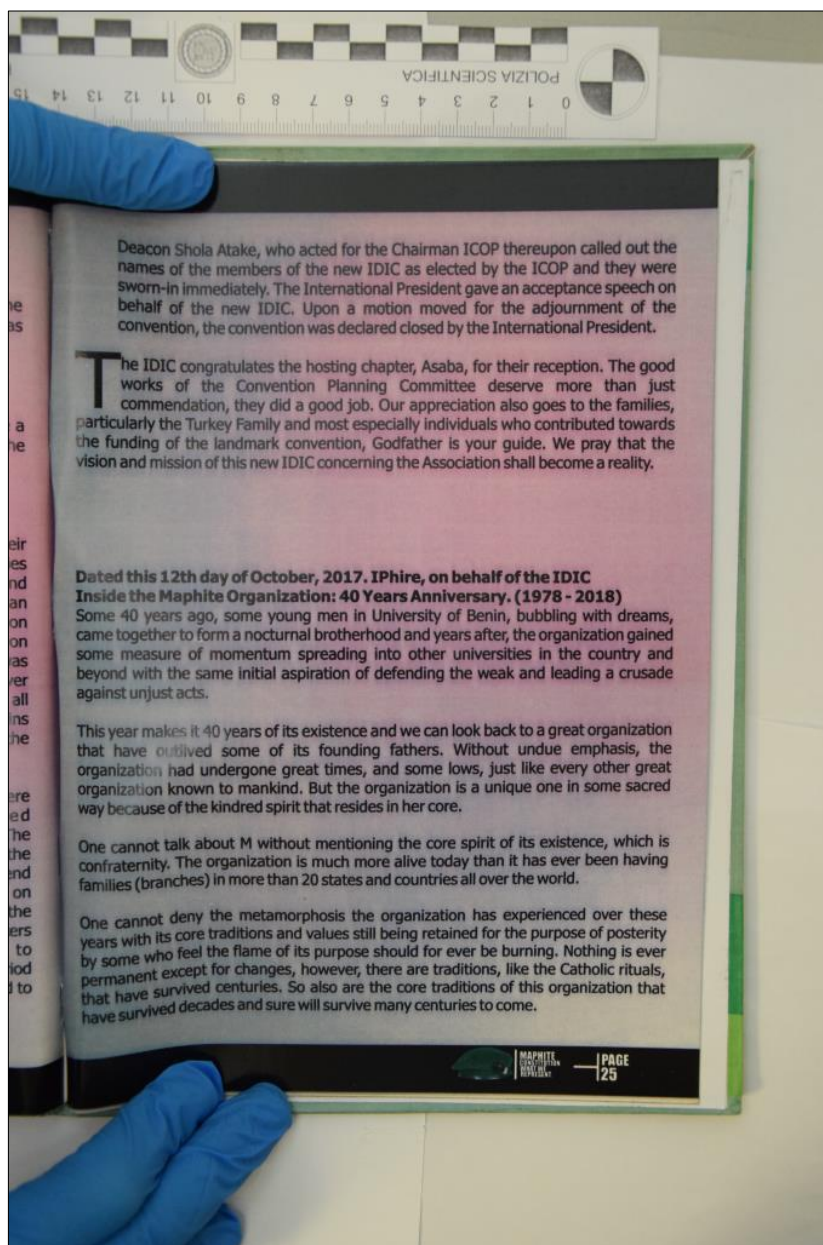 POLIZIA SCIENTIFICA
15 14 13 12 11 10 9 8 7 6 5 4 3 2 1 0
Deacon Shola Atake, who acted for the Chairman ICOP thereupon called out the
names of the members of the new IDIC as elected by the ICOP and they were
sworn-in immediately. The International President gave an acceptance speech on
behalf of the new IDIC. Upon a motion moved for the adjournment of the
convention, the convention was declared closed by the International President.
The IDIC congratulates the hosting chapter, Asaba, for their reception. The good
works of the Convention Planning Committee deserve more than just
commendation, they did a good job. Our appreciation also goes to the families,
particularly the Turkey Family and most especially individuals who contributed towards
the funding of the landmark convention, Godfather is your guide. We pray that the
vision and mission of this new IDIC concerning the Association shall become a reality.
Dated this 12th day of October, 2017. IPhire, on behalf of the IDIC
Inside the Maphite Organization: 40 Years Anniversary. (1978 - 2018)
Some 40 years ago, some young men in University of Benin, bubbling with dreams,
came together to form a nocturnal brotherhood and years after, the organization gained
some measure of momentum spreading into other universities in the country and
beyond with the same initial aspiration of defending the weak and leading a crusade
against unjust acts.
This year makes it 40 years of its existence and we can look back to a great organization
that have outlived some of its founding fathers. Without undue emphasis, the
organization had undergone great times, and some lows, just like every other great
organization known to mankind. But the organization is a unique one in some sacred
way because of the kindred spirit that resides in her core.
One cannot talk about M without mentioning the core spirit of its existence, which is
confraternity. The organization is much more alive today than it has ever been having
families (branches) in more than 20 states and countries all over the world.
One cannot deny the metamorphosis the organization has experienced over these
years with its core traditions and values still being retained for the purpose of posterity
by some who feel the flame of its purpose should for ever be burning. Nothing is ever
permanent except for changes, however, there are traditions, like the Catholic rituals,
that have survived centuries. So also are the core traditions of this organization that
have survived decades and sure will survive many centuries to come.
MAPHITE
CONSTITUTION
WHAT WE
REPRESENT
PAGE
25